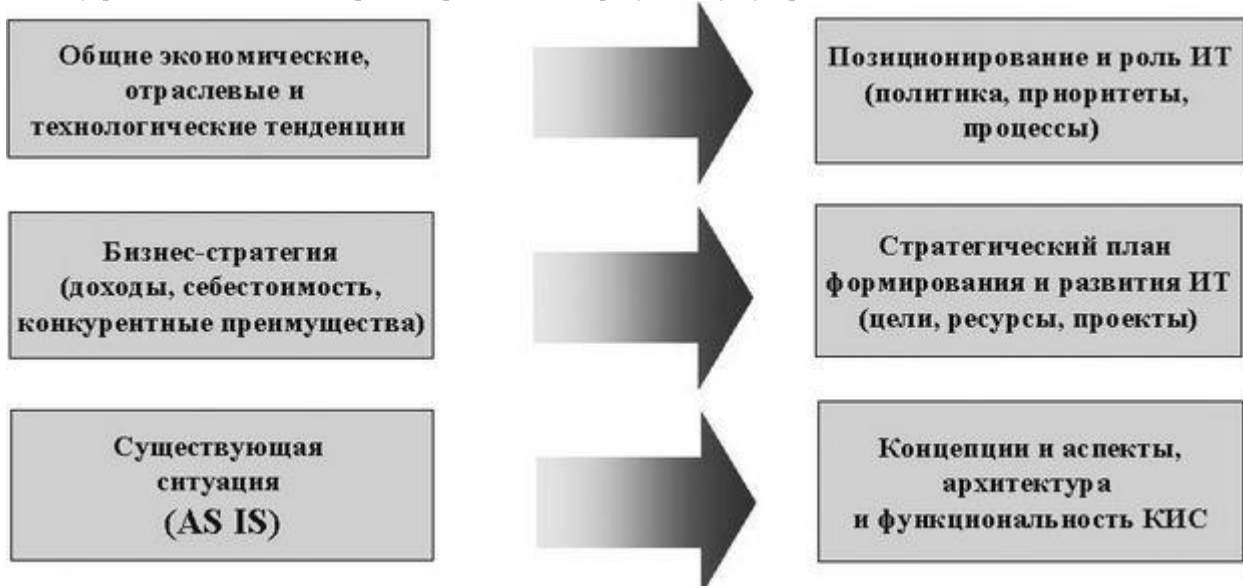 Общие экономические,
отраслевые и
технологические тенденции
Позиционирование и роль ИТ
(политика, приоритеты,
процессы)
Бизнес-стратегия
(доходы, себестоимость,
конкурентные преимущества)
Стратегический план
формирования и развития ИТ
(цели, ресурсы, проекты)
Существующая
ситуация
(AS IS)
Концепции и аспекты,
архитектура
и функциональность КИС